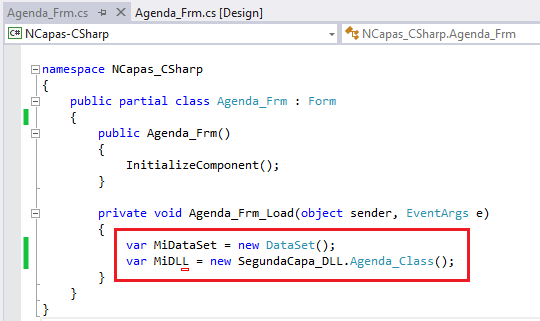 Agenda_Frm.cs Agenda_Frm.cs [Design]
NCapas-CSharp NCapas_CSharp.Agenda_Frm
namespace NCapas_CSharp
{
public partial class Agenda_Frm : Form
{
public Agenda_Frm()
{
InitializeComponent();
}
private void Agenda_Frm_Load(object sender, EventArgs e)
{
var MiDataSet = new DataSet();
var MiDLL = new SegundaCapa_DLL.Agenda_Class();
}
}
}